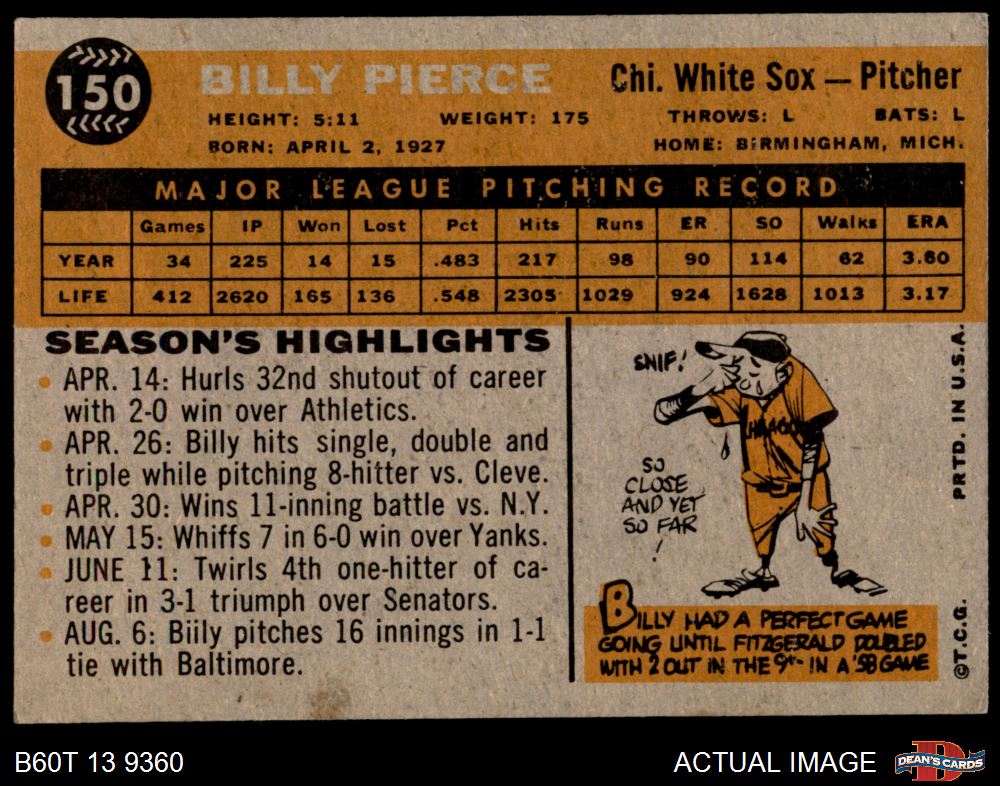 150
BILLY PIERCE
Chi. White Sox — Pitcher
HEIGHT: 5:11 WEIGHT: 175 THROWS: L BATS: L
BORN: APRIL 2, 1927 HOME: BIRMINGHAM, MICH.
MAJOR LEAGUE PITCHING RECORD
Games IP Won Lost Pct Hits Runs ER SO Walks ERA
YEAR 34 225 14 15 .483 217 98 90 114 62 3.60
LIFE 412 2620 165 136 .548 2305 1029 924 1628 1013 3.17
SEASON'S HIGHLIGHTS
• APR. 14: Hurls 32nd shutout of career
with 2-0 win over Athletics.
• APR. 26: Billy hits single, double and
triple while pitching 8-hitter vs. Cleve.
• APR. 30: Wins 11-inning battle vs. N.Y.
• MAY 15: Whiffs 7 in 6-0 win over Yanks.
• JUNE 11: Twirls 4th one-hitter of ca-
reer in 3-1 triumph over Senators.
• AUG. 6: Billy pitches 16 innings in 1-1
tie with Baltimore.
SNIF!
SO
CLOSE
AND YET
SO FAR
!
CHICAGO
BILLY HAD A PERFECT GAME
GOING UNTIL FITZGERALD DOUBLED
WITH 2 OUT IN THE 9TH IN A '58 GAME
PRTD. IN U.S.A.
©T.C.G.
B60T 13 9360
ACTUAL IMAGE
DEAN'S CARDS